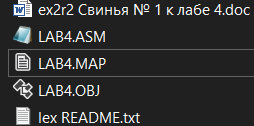 ex2r2 Свинья № 1 к лабе 4.doc
LAB4.ASM
LAB4.MAP
LAB4.OBJ
lex README.txt